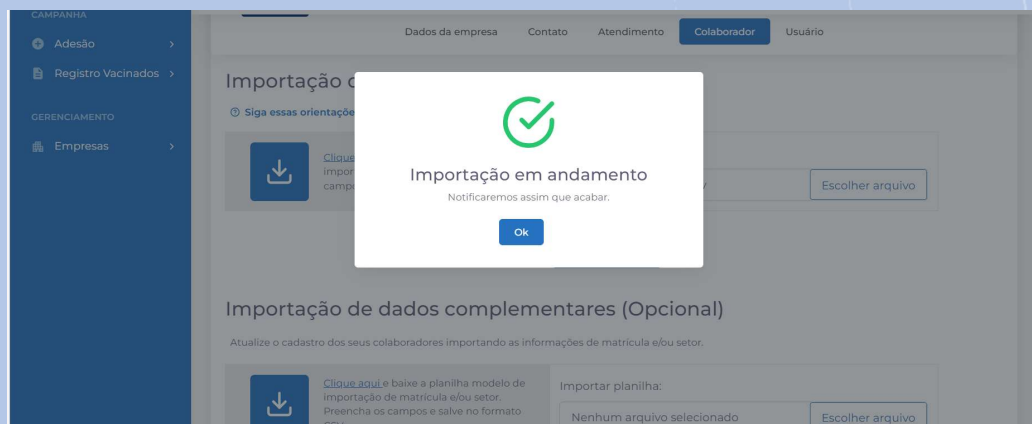 CAMPANHA
Adesão
Registro Vacinados
GERENCIAMENTO
Empresas
Dados da empresa Contato Atendimento Colaborador Usuário
Importação
Siga essas
Clique
Escolher arquivo
Importação em andamento
Notificaremos assim que acabar.
Ok
Importação de dados complementares (Opcional)
Atualize o cadastro dos seus colaboradores importando as informações de matrícula e/ou setor.
Clique aqui e baixe a planilha modelo de
importação de matrícula e/ou setor.
Preencha os campos e salve no formato
Importar planilha:
Nenhum arquivo selecionado
Escolher arquivo